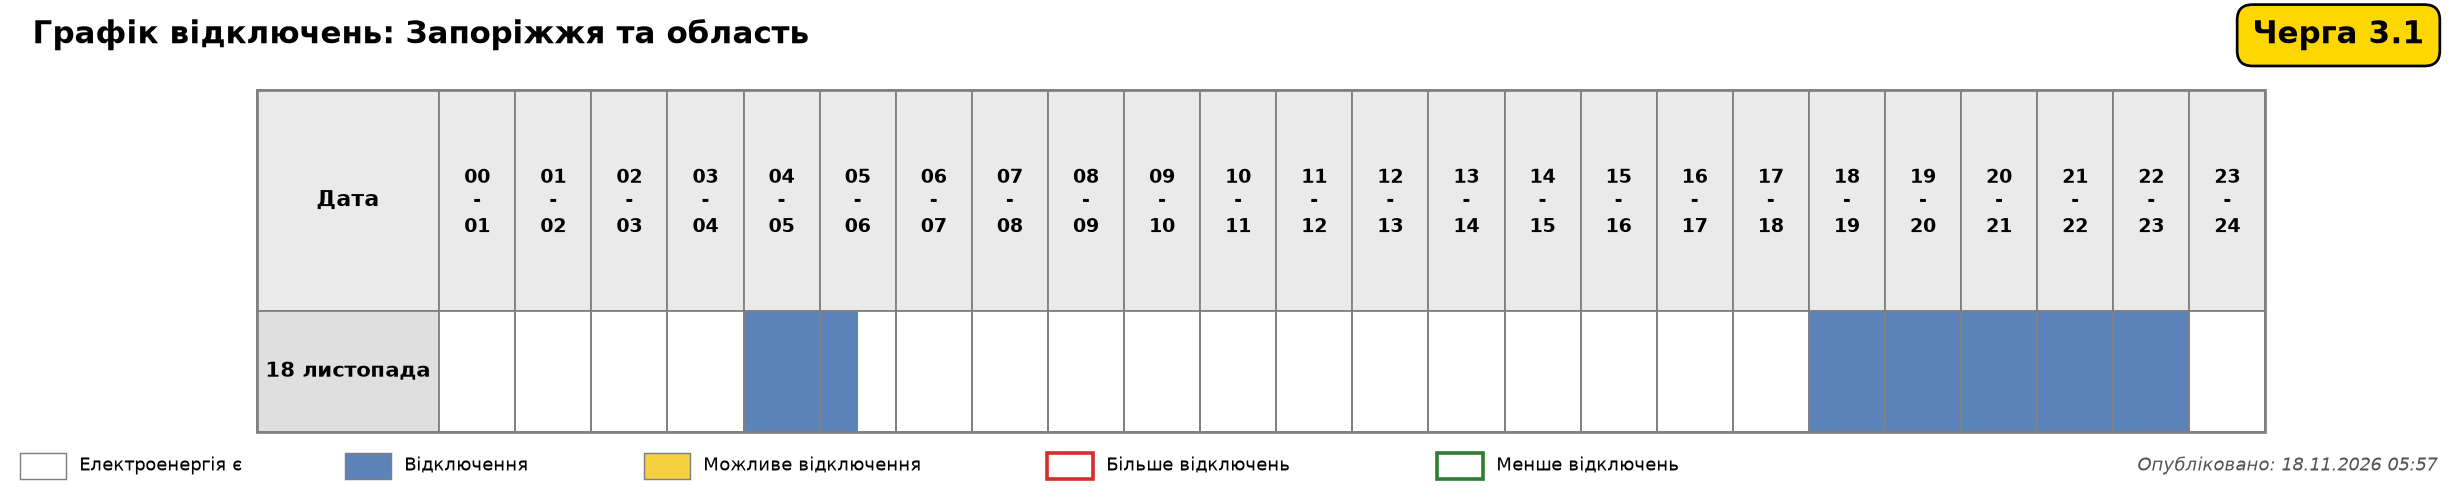 Графік відключень: Запоріжжя та область
Черга 3.1
Дата
00 - 01
01 - 02
02 - 03
03 - 04
04 - 05
05 - 06
06 - 07
07 - 08
08 - 09
09 - 10
10 - 11
11 - 12
12 - 13
13 - 14
14 - 15
15 - 16
16 - 17
17 - 18
18 - 19
19 - 20
20 - 21
21 - 22
22 - 23
23 - 24
18 листопада
Електроенергія є
Відключення
Можливе відключення
Більше відключень
Менше відключень
Опубліковано: 18.11.2026 05:57